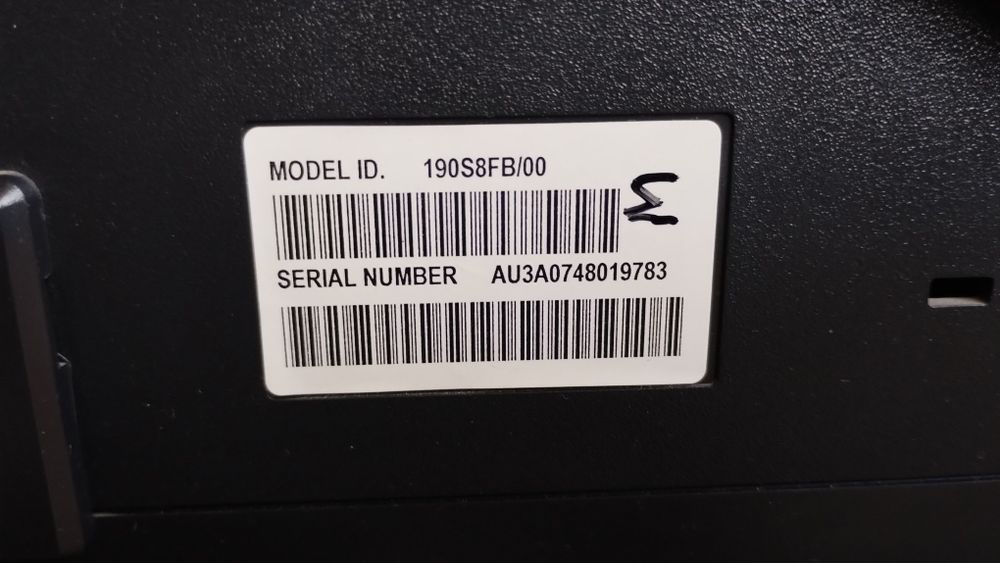 MODEL ID. 190S8FB/00
SERIAL NUMBER AU3A0748019783